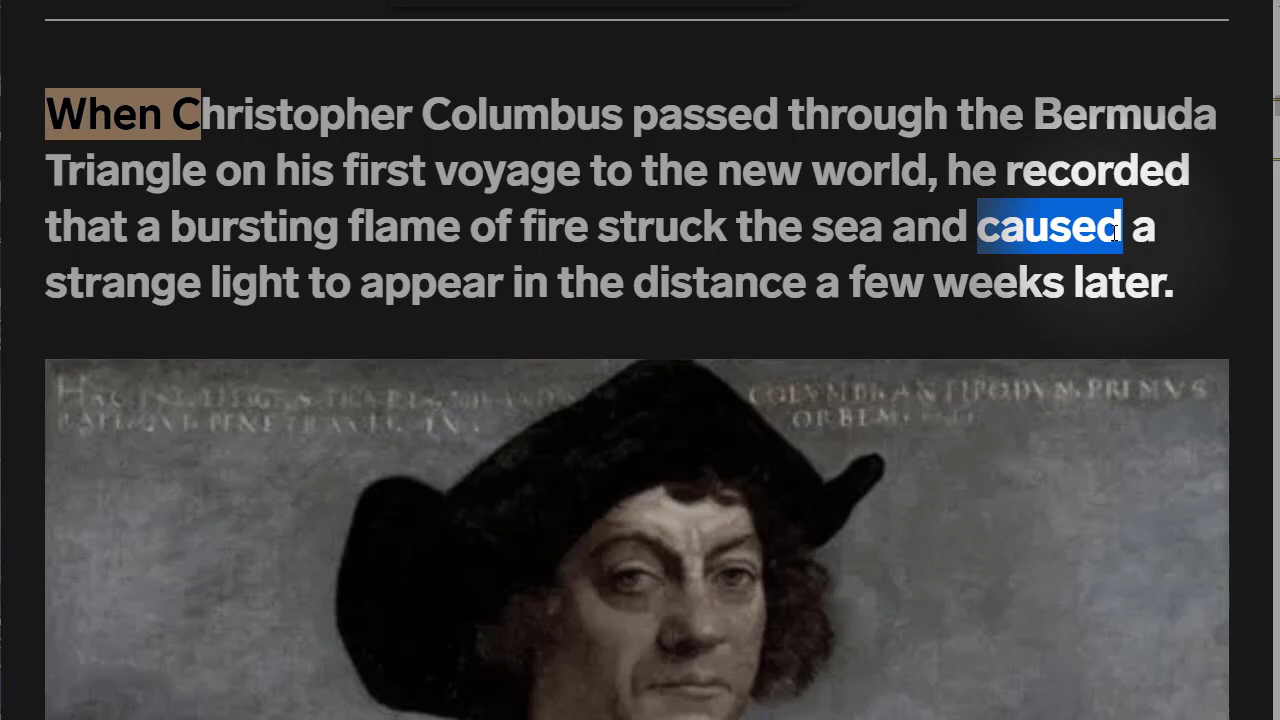 When Christopher Columbus passed through the Bermuda
Triangle on his first voyage to the new world, he recorded
that a bursting flame of fire struck the sea and caused a
strange light to appear in the distance a few weeks later.
PRIMVS
ORBEM